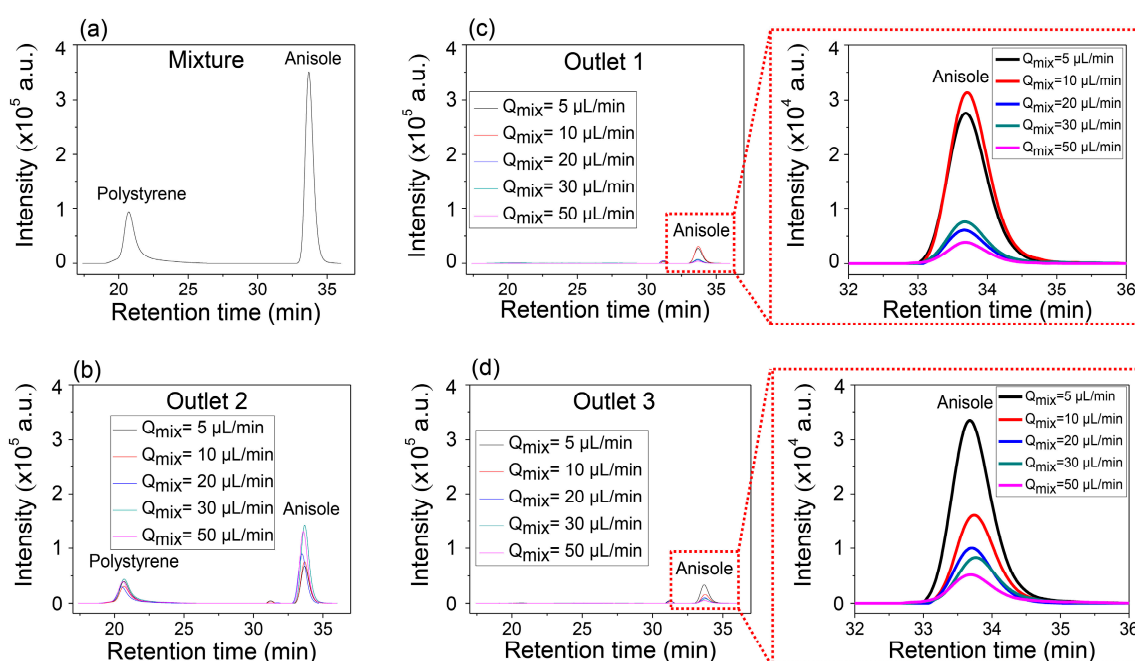 (a)
4
3
2
1
0
Intensity (x10⁵ a.u.)
Mixture
Anisole
Polystyrene
20 25 30 35
Retention time (min)
(c)
4
3
2
1
0
Intensity (x10⁵ a.u.)
Outlet 1
Qmix= 5 µL/min
Qmix= 10 µL/min
Qmix= 20 µL/min
Qmix= 30 µL/min
Qmix= 50 µL/min
Anisole
20 25 30 35
Retention time (min)
4
3
2
1
0
Intensity (x10⁴ a.u.)
Anisole
Qmix=5 µL/min
Qmix=10 µL/min
Qmix=20 µL/min
Qmix=30 µL/min
Qmix=50 µL/min
32 33 34 35 36
Retention time (min)
(b)
4
3
2
1
0
Intensity (x10⁵ a.u.)
Outlet 2
Qmix= 5 µL/min
Qmix= 10 µL/min
Qmix= 20 µL/min
Qmix= 30 µL/min
Qmix= 50 µL/min
Anisole
Polystyrene
20 25 30 35
Retention time (min)
(d)
4
3
2
1
0
Intensity (x10⁵ a.u.)
Outlet 3
Qmix= 5 µL/min
Qmix= 10 µL/min
Qmix= 20 µL/min
Qmix= 30 µL/min
Qmix= 50 µL/min
Anisole
20 25 30 35
Retention time (min)
4
3
2
1
0
Intensity (x10⁴ a.u.)
Anisole
Qmix=5 µL/min
Qmix=10 µL/min
Qmix=20 µL/min
Qmix=30 µL/min
Qmix=50 µL/min
32 33 34 35 36
Retention time (min)